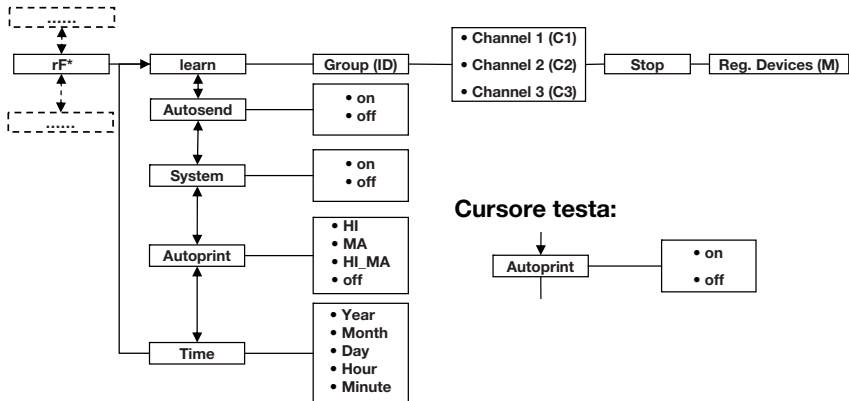 ......
rF*
......
learn
Group (ID)
• Channel 1 (C1)
• Channel 2 (C2)
• Channel 3 (C3)
Stop
Reg. Devices (M)
Autosend
• on
• off
System
• on
• off
Autoprint
• HI
• MA
• HI_MA
• off
Time
• Year
• Month
• Day
• Hour
• Minute
Cursore testa:
Autoprint
• on
• off